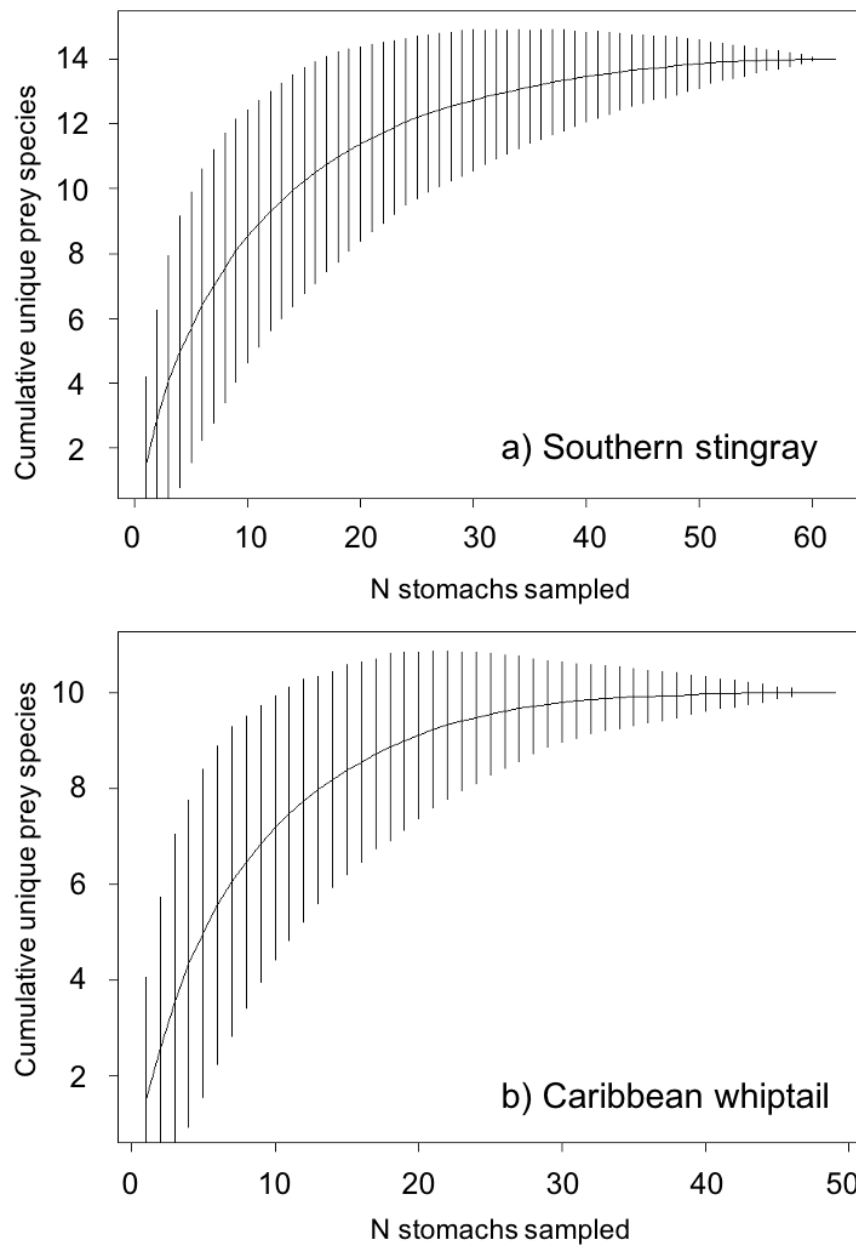 14
12
10
8
6
4
2
Cumulative unique prey species
a) Southern stingray
0 10 20 30 40 50 60
N stomachs sampled
10
8
6
4
2
Cumulative unique prey species
b) Caribbean whiptail
0 10 20 30 40 50
N stomachs sampled